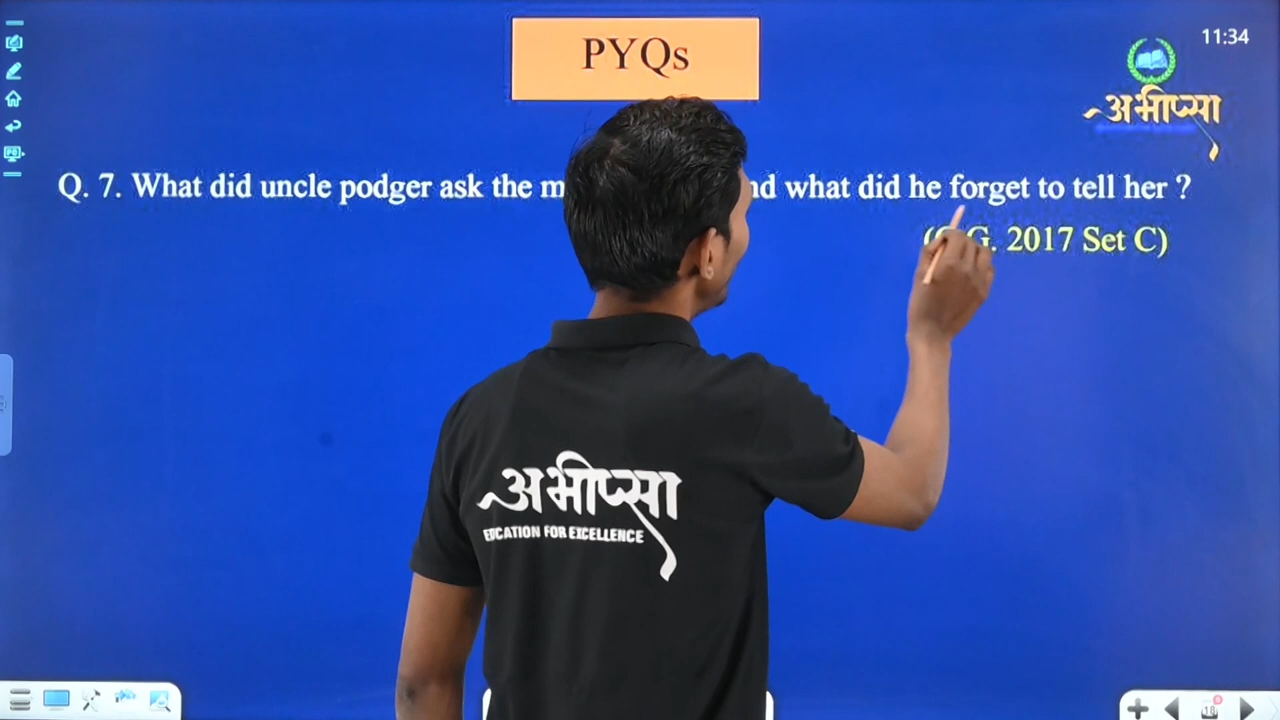 PYQs
11:34
अभीप्सा
Q. 7. What did uncle podger ask the what did he forget to tell her ?
G. 2017 Set C)
अभीप्सा
EDUCATION FOR EXCELLENCE
18